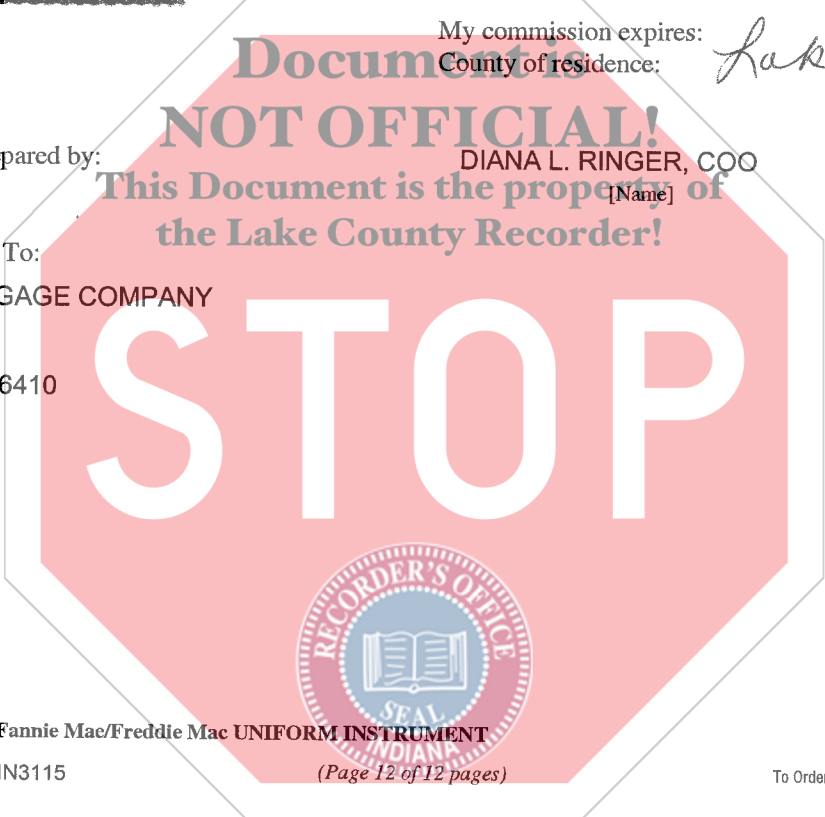 My commission expires:
County of residence: Lak
Document is
NOT OFFICIAL!
pared by:
DIANA L. RINGER, COO
[Name]
This Document is the property of
the Lake County Recorder!
To:
GAGE COMPANY
6410
STOP
RECORDER'S OFFICE
SEAL
INDIANA
Fannie Mae/Freddie Mac UNIFORM INSTRUMENT
IN3115
(Page 12 of 12 pages)
To Order